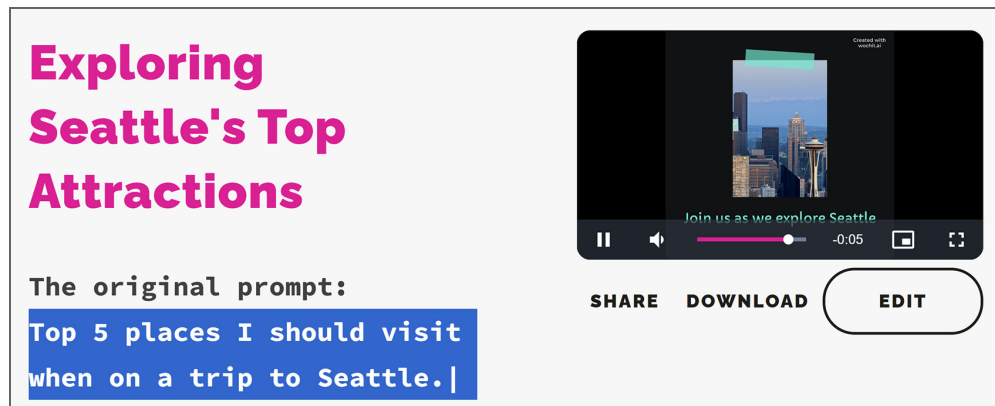 Exploring
Seattle's Top
Attractions
The original prompt:
Top 5 places I should visit
when on a trip to Seattle.|
Created with
wochit.ai
Join us as we explore Seattle
-0:05
SHARE DOWNLOAD EDIT